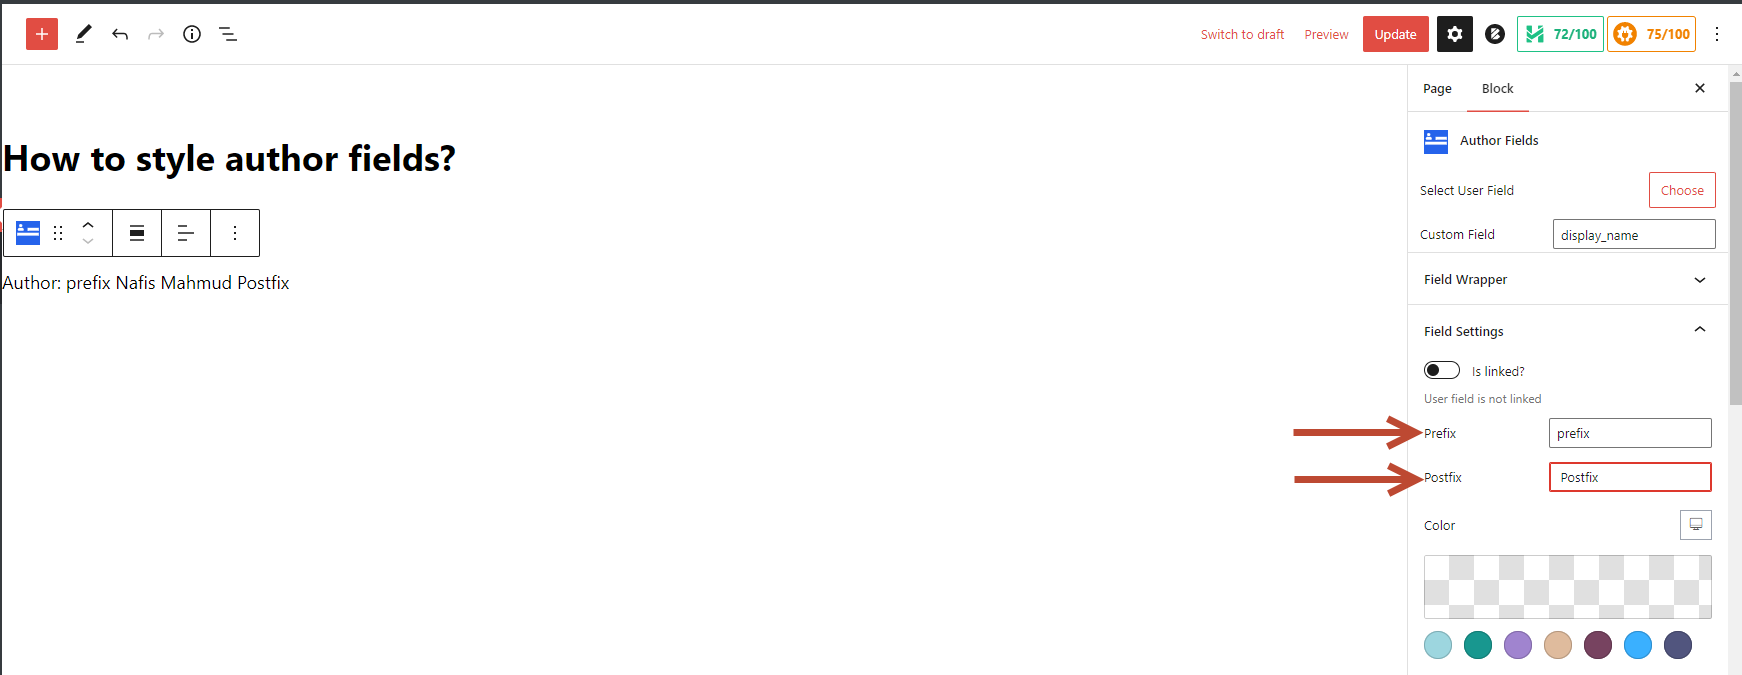 Switch to draft Preview Update 72/100 75/100
Page Block
How to style author fields?
Author: prefix Nafis Mahmud Postfix
Author Fields
Select User Field Choose
Custom Field display_name
Field Wrapper
Field Settings
Is linked?
User field is not linked
Prefix prefix
Postfix Postfix
Color